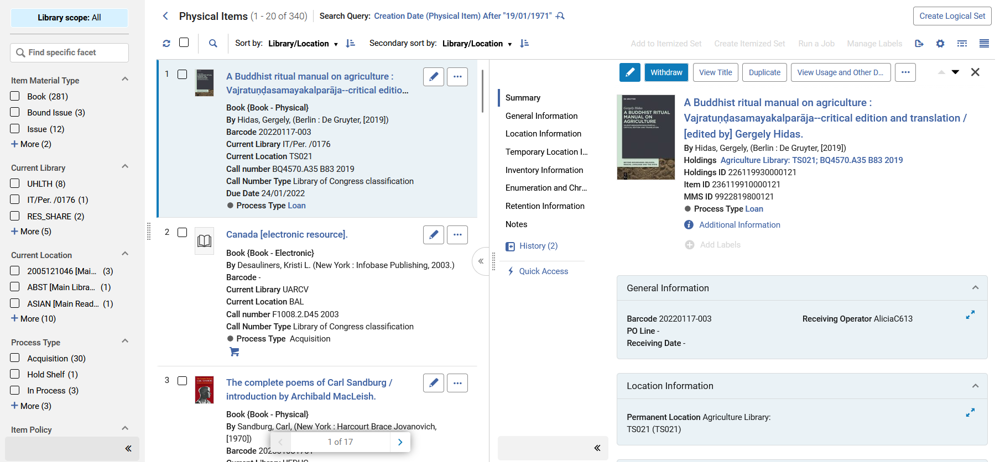 Library scope: All
Find specific facet
Item Material Type
Book (281)
Bound Issue (3)
Issue (12)
+ More (2)
Current Library
UHLTH (8)
IT/Per. /0176 (1)
RES_SHARE (2)
+ More (5)
Current Location
2005121046 [Mai... (3)
ABST [Main Libra... (1)
ASIAN [Main Read... (1)
+ More (10)
Process Type
Acquisition (30)
Hold Shelf (1)
In Process (3)
+ More (3)
Item Policy
Physical Items (1 - 20 of 340)
Search Query: Creation Date (Physical Item) After "19/01/1971"
Create Logical Set
Sort by: Library/Location
Secondary sort by: Library/Location
Add to Itemized Set
Create Itemized Set
Run a Job
Manage Labels
1
A Buddhist ritual manual on agriculture :
Vajratuṇḍasamayakalparāja--critical editio...
Book {Book - Physical}
By Hidas, Gergely, (Berlin : De Gruyter, [2019])
Barcode 20220117-003
Current Library IT/Per. /0176
Current Location TS021
Call number BQ4570.A35 B83 2019
Call Number Type Library of Congress classification
Due Date 24/01/2022
Process Type Loan
2
Canada [electronic resource].
Book {Book - Electronic}
By Desauliners, Kristi L. (New York : Infobase Publishing, 2003.)
Barcode -
Current Library UARCV
Current Location BAL
Call number F1008.2.D45 2003
Call Number Type Library of Congress classification
Process Type Acquisition
3
The complete poems of Carl Sandburg /
introduction by Archibald MacLeish.
Book {Book - Physical}
By Sandburg, Carl, (New York : Harcourt Brace Jovanovich,
[1970])
Barcode
1 of 17
Summary
General Information
Location Information
Temporary Location I...
Inventory Information
Enumeration and Chr...
Retention Information
Notes
History (2)
Quick Access
Withdraw
View Title
Duplicate
View Usage and Other D...
DE GRUYTER
Gergely Hidas
A BUDDHIST RITUAL
MANUAL ON
AGRICULTURE
A Buddhist ritual manual on agriculture :
Vajratuṇḍasamayakalparāja--critical edition and translation /
[edited by] Gergely Hidas.
By Hidas, Gergely, (Berlin : De Gruyter, [2019])
Holdings Agriculture Library: TS021; BQ4570.A35 B83 2019
Holdings ID 226119930000121
Item ID 236119910000121
MMS ID 9922819800121
Process Type Loan
Additional Information
Add Labels
General Information
Barcode 20220117-003
Receiving Operator AliciaC613
PO Line -
Receiving Date -
Location Information
Permanent Location Agriculture Library:
TS021 (TS021)